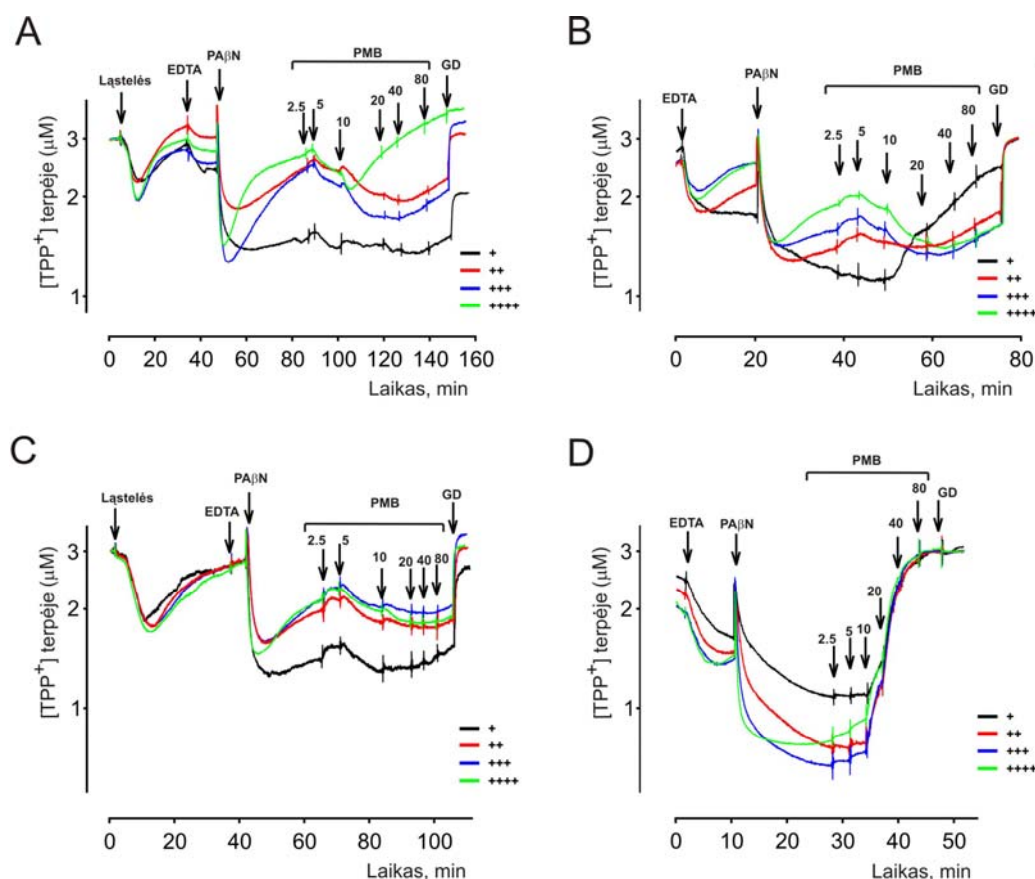 A
PMB
GD
PAβN
80
EDTA
Ląstelės
20
40
2.5
5
10
[TPP+] terpėje (μM)
3
2
1
+
++
+++
++++
0 20 40 60 80 100 120 140 160
Laikas, min
B
PMB
PAβN
GD
EDTA
80
2.5
5
10
40
20
[TPP+] terpėje (μM)
3
2
1
+
++
+++
++++
0 20 40 60 80
Laikas, min
C
PAβN
GD
Ląstelės
EDTA
PMB
2.5
5
10
20
40
80
[TPP+] terpėje (μM)
3
2
1
+
++
+++
++++
0 20 40 60 80 100
Laikas, min
D
PMB
80
GD
EDTA
PAβN
40
20
2.5
5
10
[TPP+] terpėje (μM)
3
2
1
+
++
+++
++++
0 10 20 30 40 50
Laikas, min